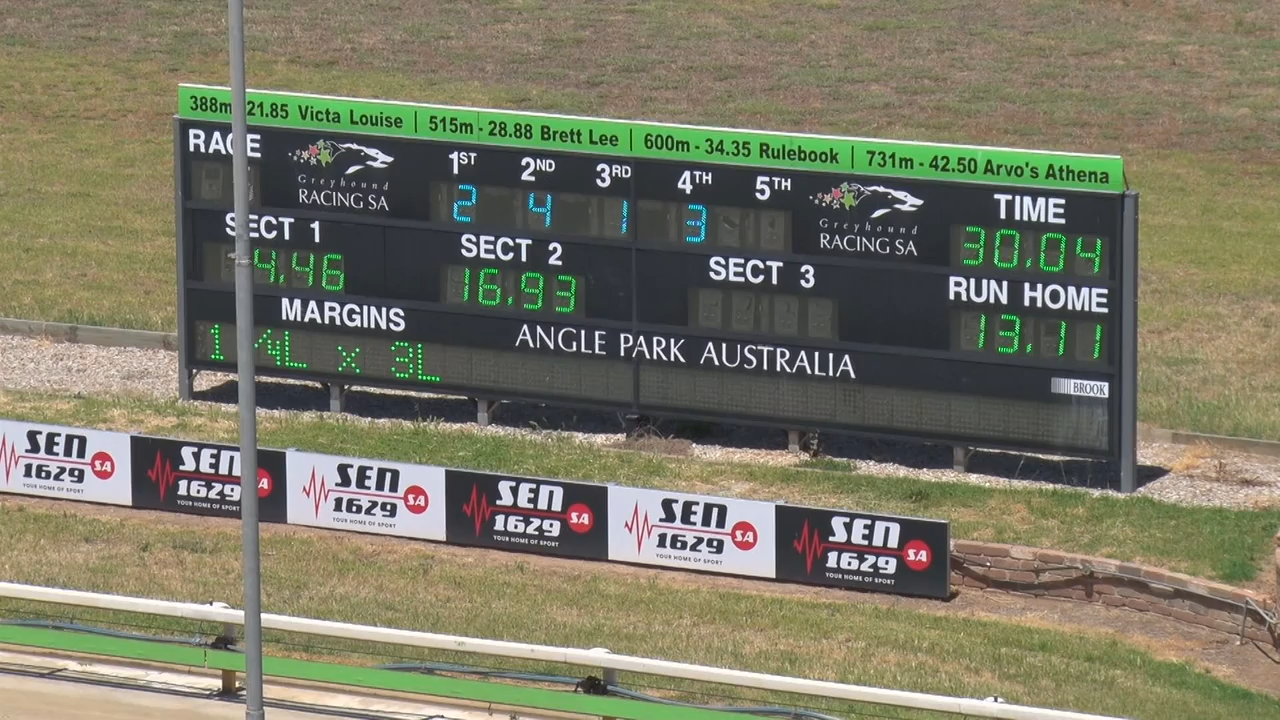 388m 21.85 Victa Louise | 515m - 28.88 Brett Lee | 600m - 34.35 Rulebook | 731m - 42.50 Arvo's Athena
RACE
Greyhound
RACING SA
1ST 2ND 3RD 4TH 5TH
2 4 1 3
Greyhound
RACING SA
TIME
30.04
SECT 1
4.46
SECT 2
16.93
SECT 3
RUN HOME
13.11
MARGINS
1 /4L x 3L
ANGLE PARK AUSTRALIA
BROOK
SEN SA
1629
YOUR HOME OF SPORT
SEN
1629
YOUR HOME OF SPORT
SEN SA
1629
YOUR HOME OF SPORT
SEN SA
1629
YOUR HOME OF SPORT
SEN SA
1629
YOUR HOME OF SPORT
SEN SA
1629
YOUR HOME OF SPORT